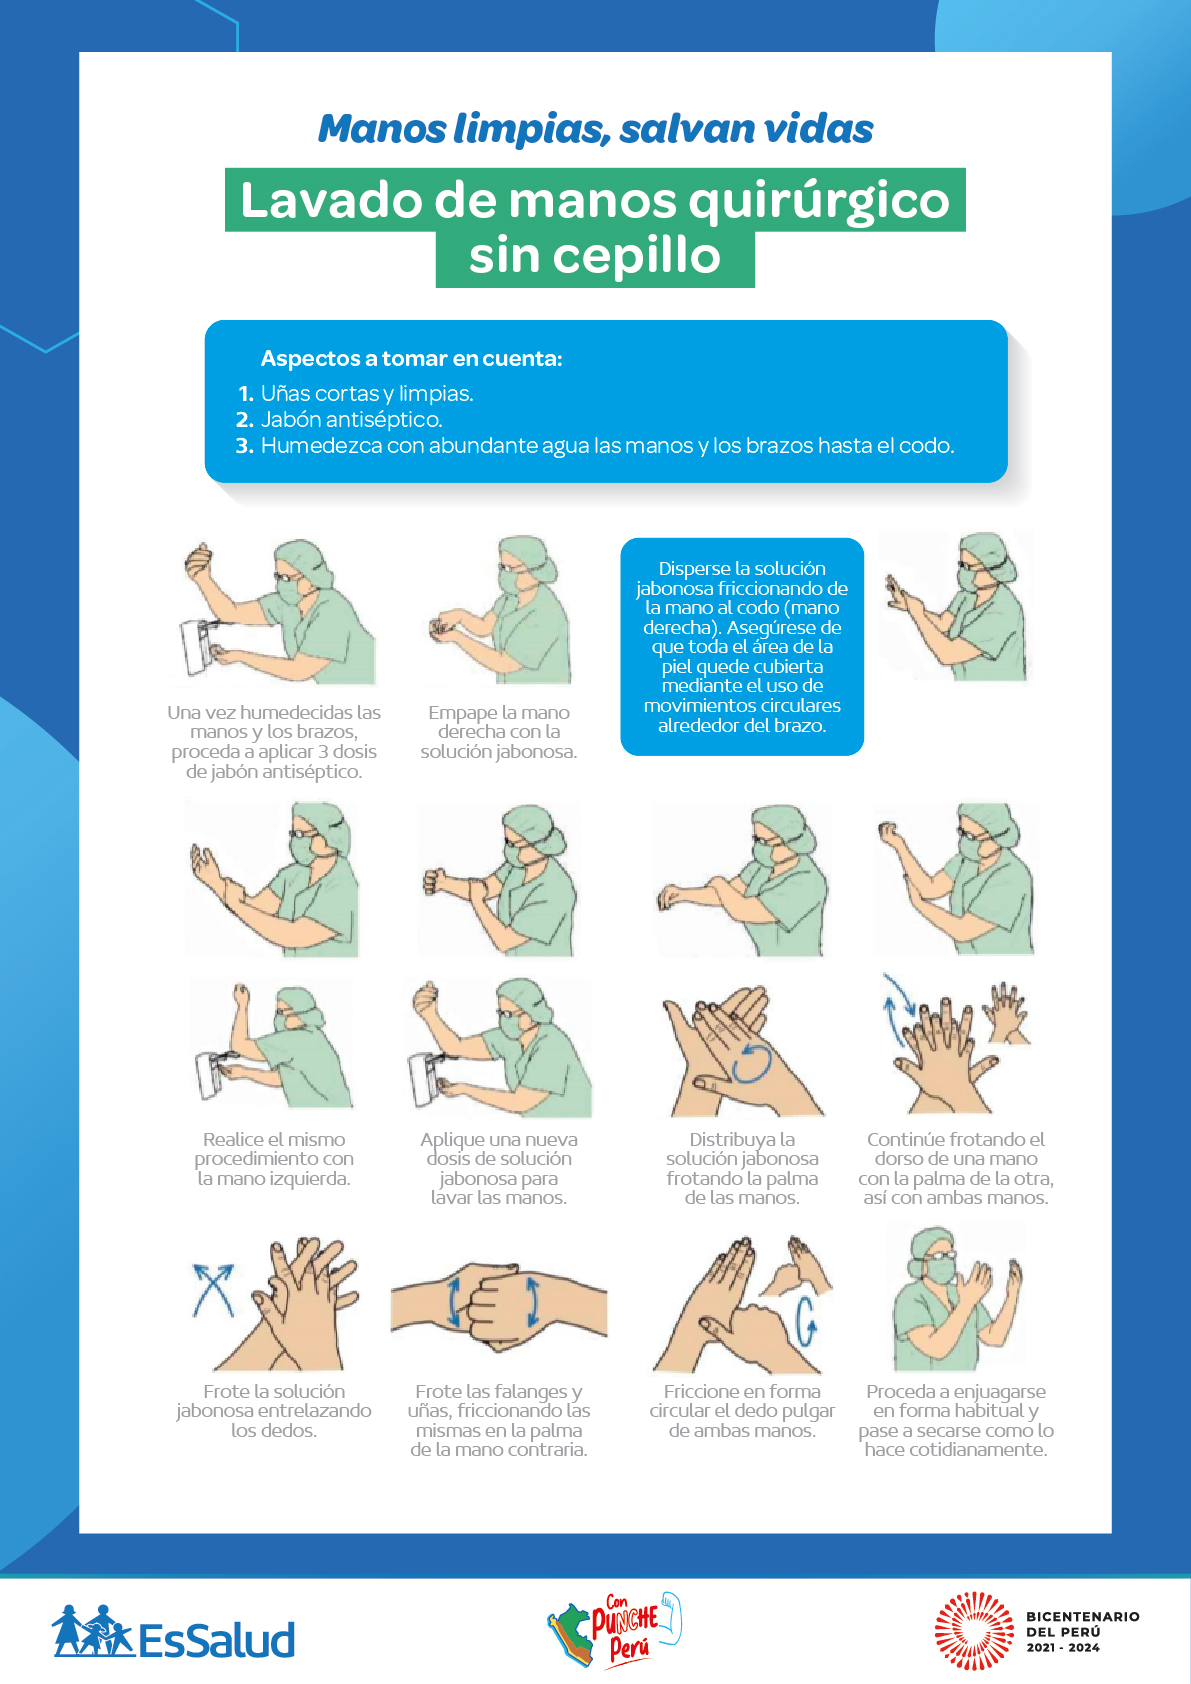 Manos limpias, salvan vidas
Lavado de manos quirúrgico
sin cepillo
Aspectos a tomar en cuenta:
1. Uñas cortas y limpias.
2. Jabón antiséptico.
3. Humedezca con abundante agua las manos y los brazos hasta el codo.
Una vez humedecidas las
manos y los brazos,
proceda a aplicar 3 dosis
de jabón antiséptico.
Empape la mano
derecha con la
solución jabonosa.
Disperse la solución
jabonosa friccionando de
la mano al codo (mano
derecha). Asegúrese de
que toda el área de la
piel quede cubierta
mediante el uso de
movimientos circulares
alrededor del brazo.
Realice el mismo
procedimiento con
la mano izquierda.
Aplique una nueva
dosis de solución
jabonosa para
lavar las manos.
Distribuya la
solución jabonosa
frotando la palma
de las manos.
Continúe frotando el
dorso de una mano
con la palma de la otra,
así con ambas manos.
Frote la solución
jabonosa entrelazando
los dedos.
Frote las falanges y
uñas, friccionando las
mismas en la palma
de la mano contraria.
Friccione en forma
circular el dedo pulgar
de ambas manos.
Proceda a enjuagarse
en forma habitual y
pase a secarse como lo
hace cotidianamente.
EsSalud
Con
PUNCHE
Perú
BICENTENARIO
DEL PERÚ
2021 - 2024